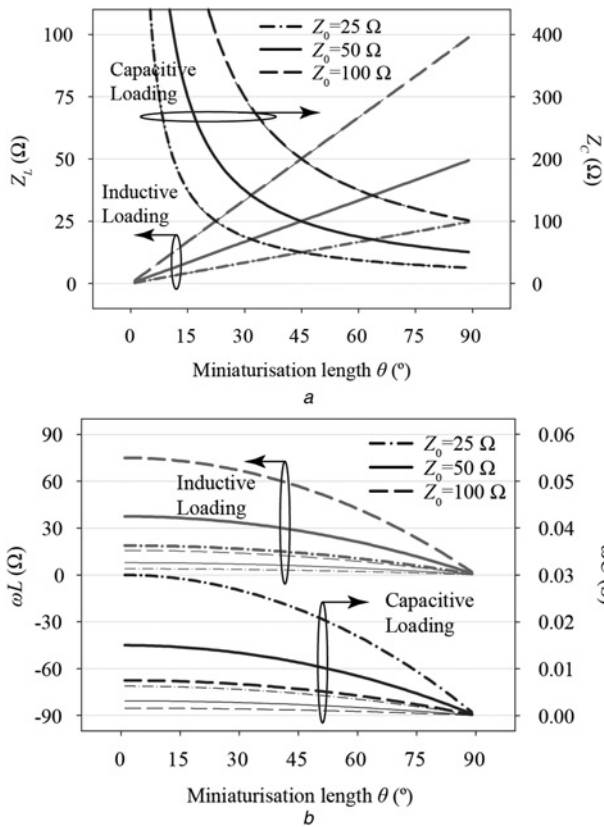 100
75
50
25
0
Z_L (Ω)
Z_0=25 Ω
Z_0=50 Ω
Z_0=100 Ω
Capacitive
Loading
Inductive
Loading
400
300
200
100
0
Z_C (Ω)
0 15 30 45 60 75 90
Miniaturisation length θ (º)
a
90
60
30
0
-30
-60
-90
ωL (Ω)
Z_0=25 Ω
Z_0=50 Ω
Z_0=100 Ω
Inductive
Loading
Capacitive
Loading
0.06
0.05
0.04
0.03
0.02
0.01
0.00
0 15 30 45 60 75 90
Miniaturisation length θ (º)
b